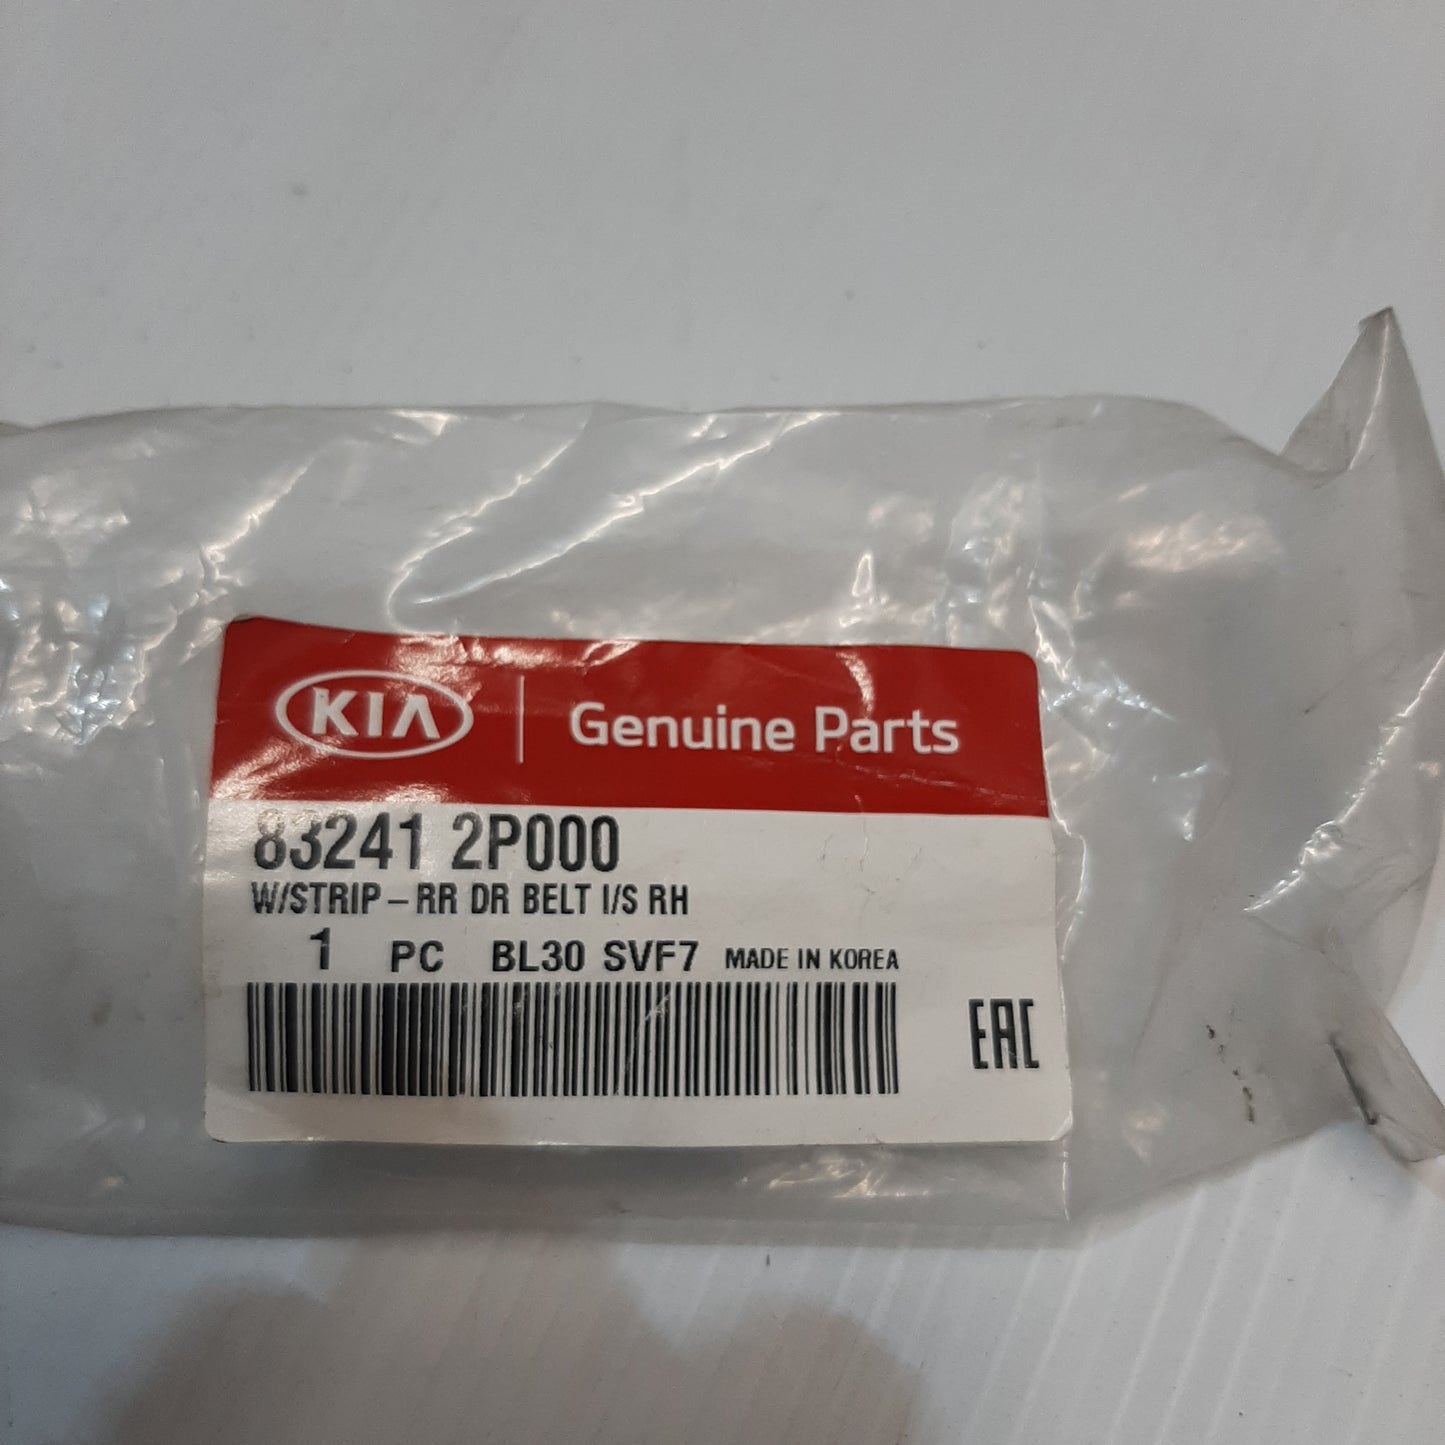 KIA Genuine Parts
83241 2P000
W/STRIP-RR DR BELT I/S RH
1 PC BL30 SVF7 MADE IN KOREA
EAC